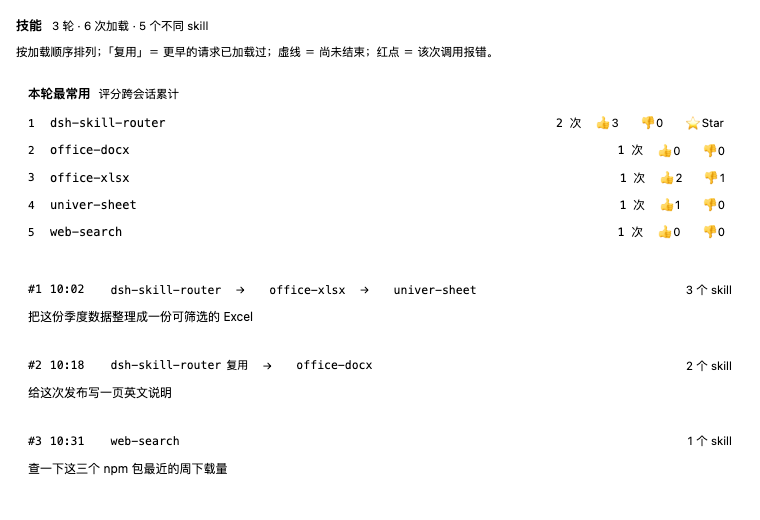 技能 3 轮 · 6 次加载 · 5 个不同 skill
按加载顺序排列；「复用」＝ 更早的请求已加载过；虚线 ＝ 尚未结束；红点 ＝ 该次调用报错。
本轮最常用 评分跨会话累计
1 dsh-skill-router 2 次 👍3 👎0 ⭐Star
2 office-docx 1 次 👍0 👎0
3 office-xlsx 1 次 👍2 👎1
4 univer-sheet 1 次 👍1 👎0
5 web-search 1 次 👍0 👎0
#1 10:02 dsh-skill-router → office-xlsx → univer-sheet 3 个 skill
把这份季度数据整理成一份可筛选的 Excel
#2 10:18 dsh-skill-router 复用 → office-docx 2 个 skill
给这次发布写一页英文说明
#3 10:31 web-search 1 个 skill
查一下这三个 npm 包最近的周下载量